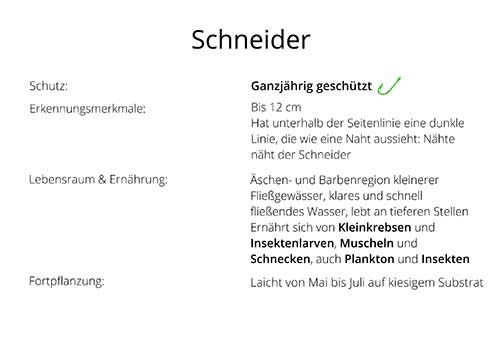 Schneider
Schutz: Ganzjährig geschützt
Erkennungsmerkmale: Bis 12 cm
Hat unterhalb der Seitenlinie eine dunkle
Linie, die wie eine Naht aussieht: Nähte
näht der Schneider
Lebensraum & Ernährung: Äschen- und Barbenregion kleinerer
Fließgewässer, klares und schnell
fließendes Wasser, lebt an tieferen Stellen
Ernährt sich von Kleinkrebsen und
Insektenlarven, Muscheln und
Schnecken, auch Plankton und Insekten
Fortpflanzung: Laicht von Mai bis Juli auf kiesigem Substrat